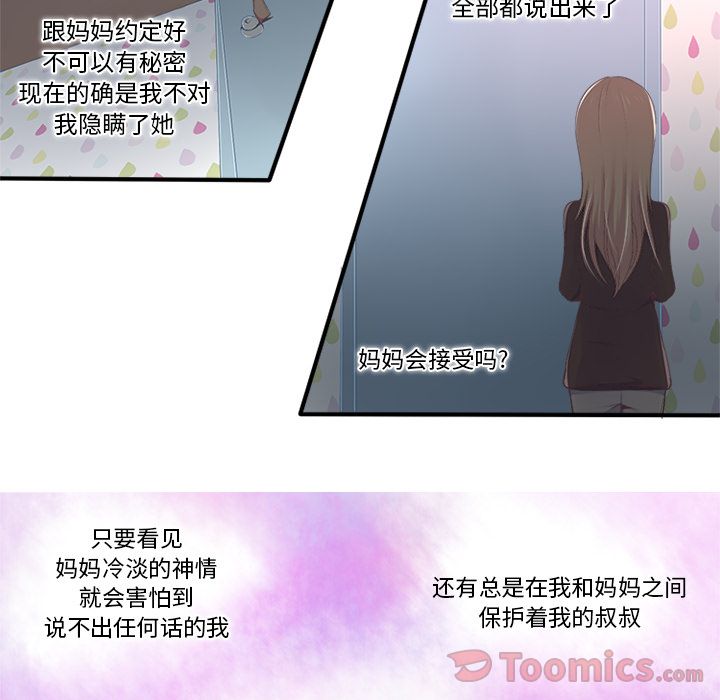 全部都说出来了
跟妈妈约定好
不可以有秘密
现在的确是我不对
我隐瞒了她
妈妈会接受吗?
只要看见
妈妈冷淡的神情
就会害怕到
说不出任何话的我
还有总是在我和妈妈之间
保护着我的叔叔
Toomics.com